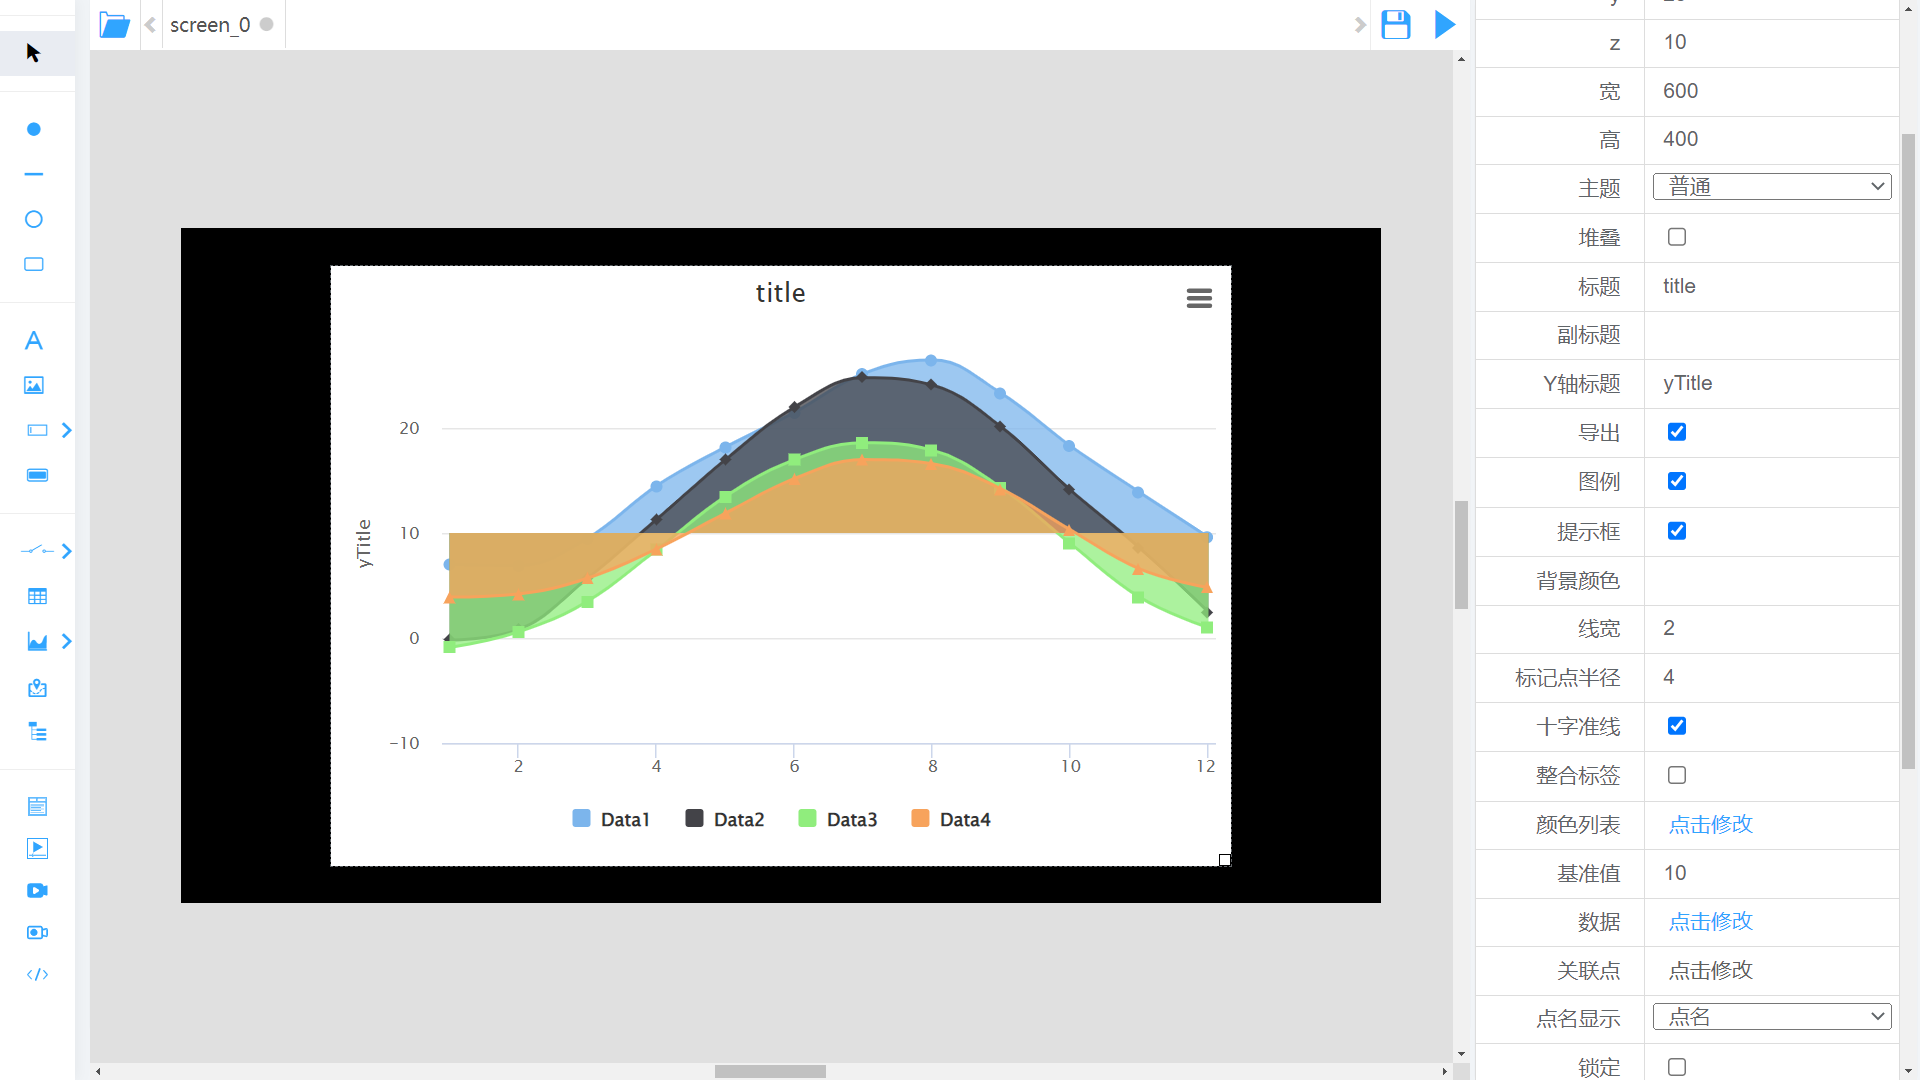 screen_0
title
20
10
0
-10
yTitle
2 4 6 8 10 12
Data1 Data2 Data3 Data4
z 10
宽 600
高 400
主题 普通
堆叠
标题 title
副标题
Y轴标题 yTitle
导出
图例
提示框
背景颜色
线宽 2
标记点半径 4
十字准线
整合标签
颜色列表 点击修改
基准值 10
数据 点击修改
关联点 点击修改
点名显示 点名
锁定